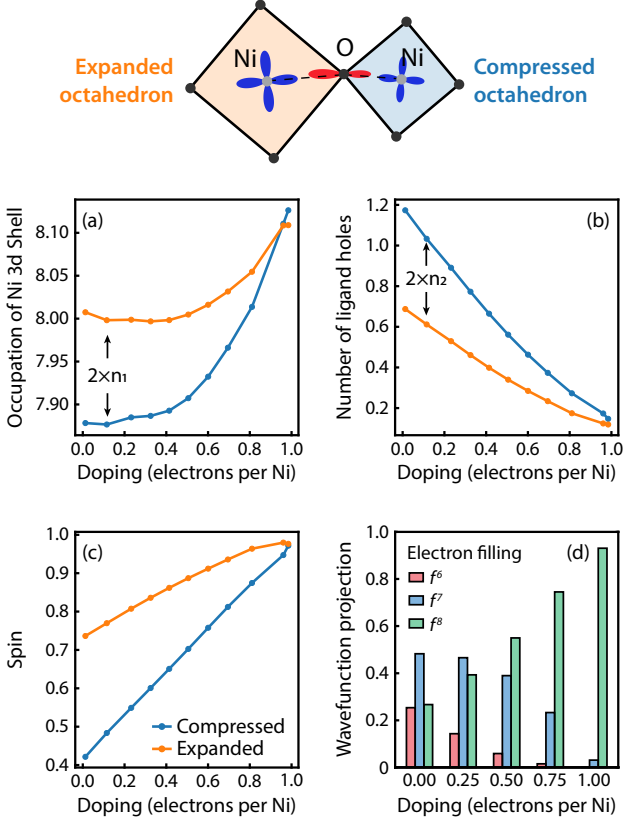 Expanded
octahedron
Ni
O
Ni
Compressed
octahedron
(a)
Occupation of Ni 3d Shell
8.10
8.05
8.00
7.95
7.90
2×n₁
0.0 0.2 0.4 0.6 0.8 1.0
Doping (electrons per Ni)
(b)
Number of ligand holes
1.2
1.0
0.8
0.6
0.4
0.2
2×n₂
0.0 0.2 0.4 0.6 0.8 1.0
Doping (electrons per Ni)
(c)
Spin
1.0
0.9
0.8
0.7
0.6
0.5
0.4
Compressed
Expanded
0.0 0.2 0.4 0.6 0.8 1.0
Doping (electrons per Ni)
(d)
Wavefunction projection
1.0
0.8
0.6
0.4
0.2
0
Electron filling
f⁶
f⁷
f⁸
0.00 0.25 0.50 0.75 1.00
Doping (electrons per Ni)